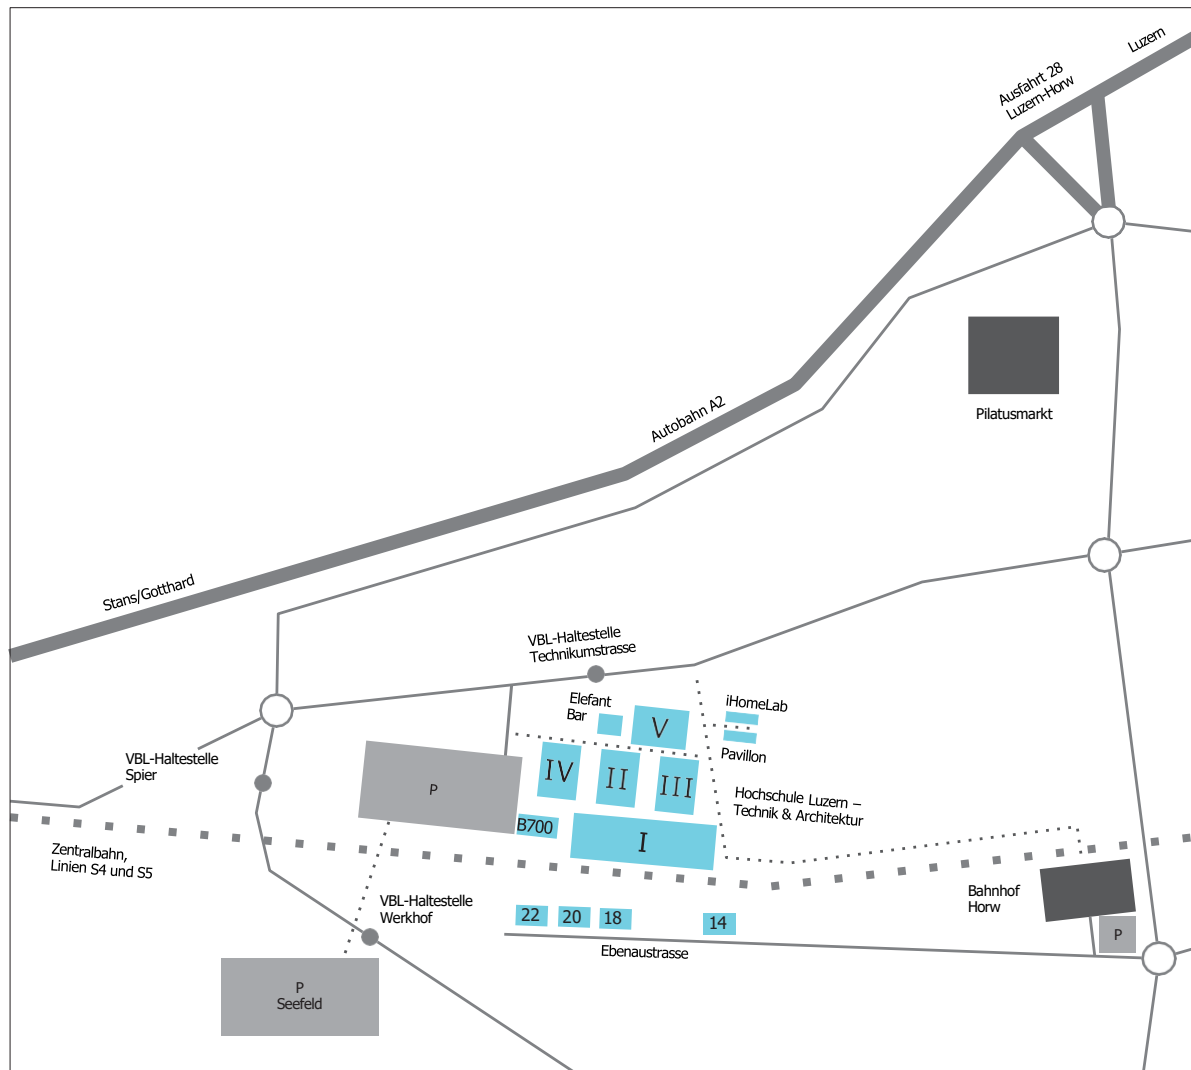 Luzern
Ausfahrt 28
Luzern-Horw
Pilatusmarkt
Autobahn A2
Stans/Gotthard
VBL-Haltestelle
Technikumstrasse
Elefant
Bar
V
iHomeLab
Pavillon
VBL-Haltestelle
Spier
P
IV
II
III
Hochschule Luzern –
Technik & Architektur
B700
I
Zentralbahn,
Linien S4 und S5
VBL-Haltestelle
Werkhof
22
20
18
14
Bahnhof
Horw
P
Ebenaustrasse
P
Seefeld